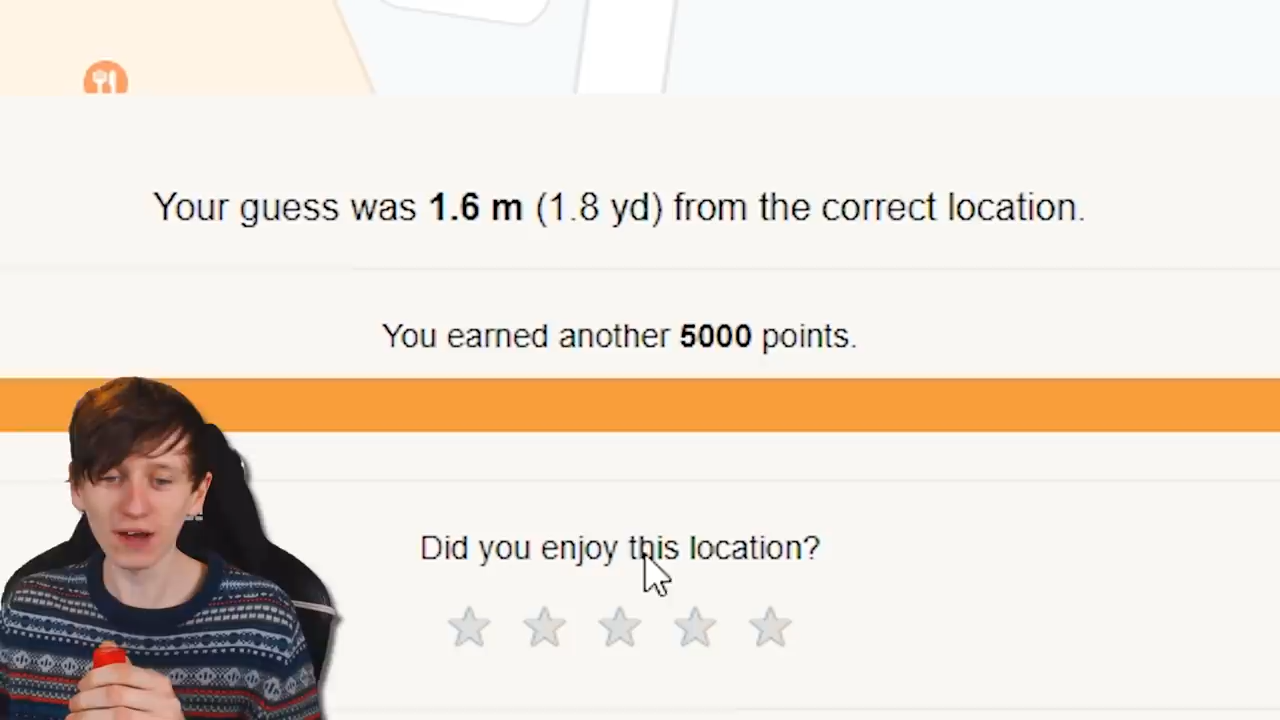 Your guess was 1.6 m (1.8 yd) from the correct location.
You earned another 5000 points.
Did you enjoy this location?